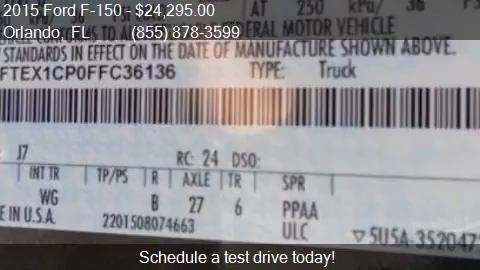 2015 Ford F-150 - $24,295.00
Orlando, FL (855) 878-3599
AT 250 kPa/ 36
FEDERAL MOTOR VEHICLE
STANDARDS IN EFFECT ON THE DATE OF MANUFACTURE SHOWN ABOVE.
FTEX1CP0FFC36136 TYPE: Truck
J7 RC: 24 DSO:
INT TR TP/PS R AXLE TR SPR
WG B 27 6 PPAA
E IN U.S.A. 2201508074663 ULC ▽5USA-352047
Schedule a test drive today!